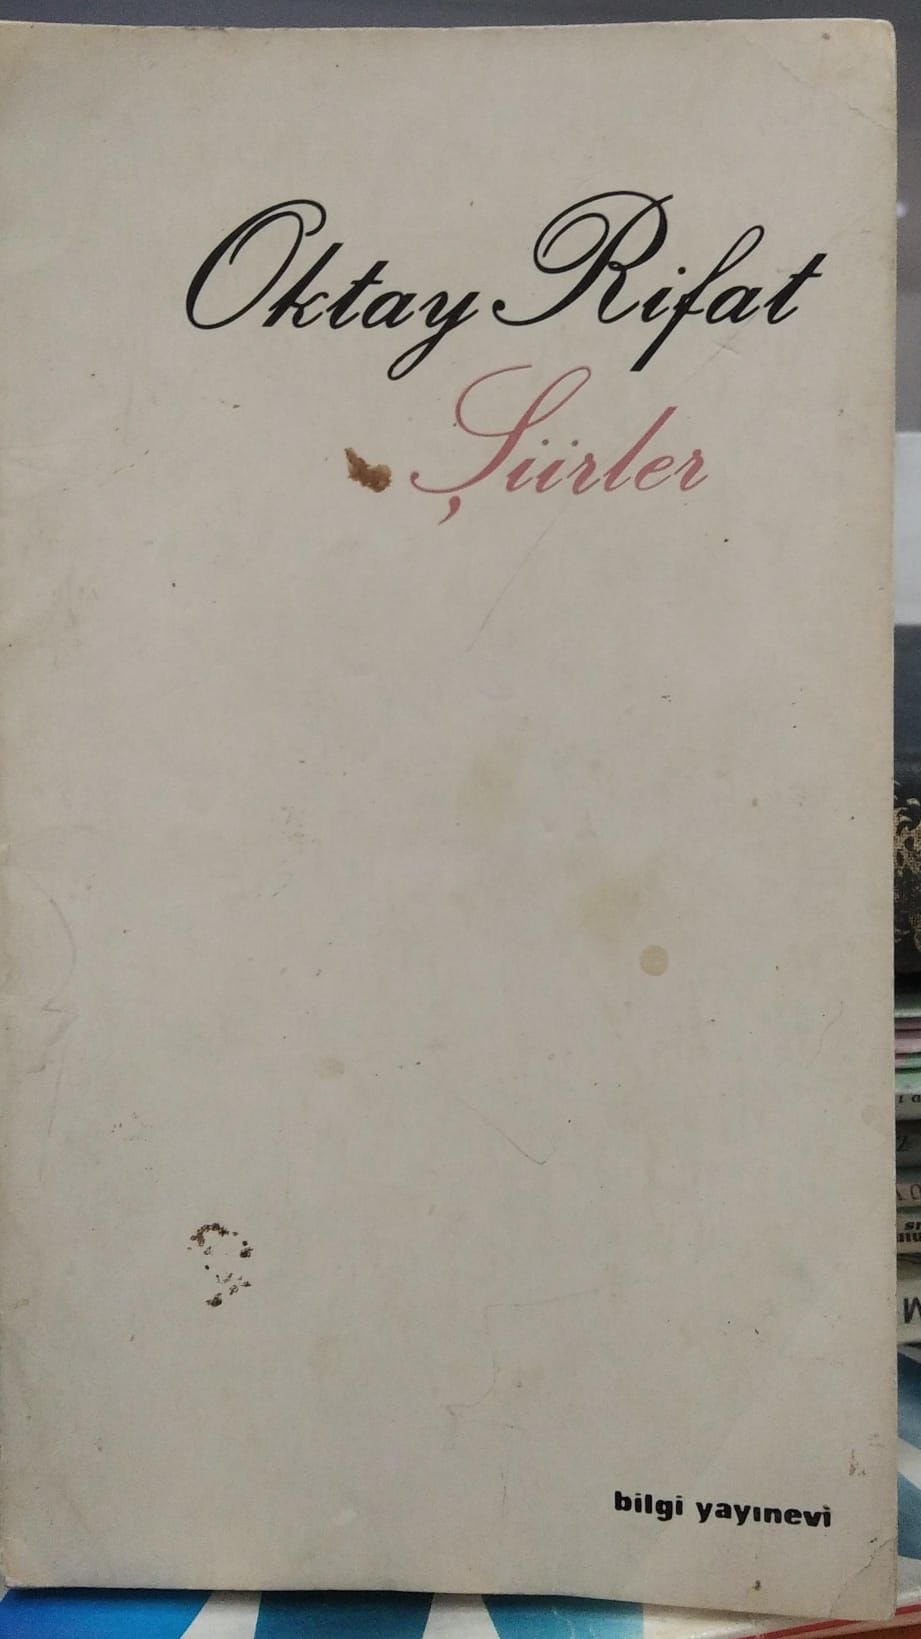 Oktay Rifat
Şiirler
bilgi yayınevi